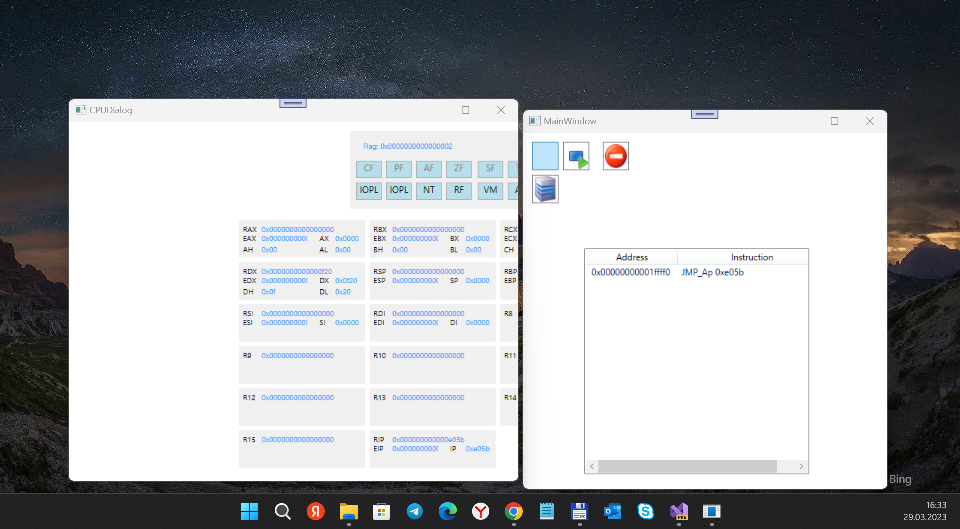 CPUDialog
Flag: 0x0000000000000002
CF PF AF ZF SF
IOPL IOPL NT RF VM
RAX 0x0000000000000000
EAX 0x00000000( AX 0x0000
AH 0x00 AL 0x00
RBX 0x0000000000000000
EBX 0x00000000( BX 0x0000
BH 0x00 BL 0x00
RCX
ECX
CH
RDX 0x0000000000000f20
EDX 0x00000000( DX 0x0f20
DH 0x0f DL 0x20
RSP 0x0000000000000000
ESP 0x00000000( SP 0x0000
RBP
EBP
RSI 0x0000000000000000
ESI 0x00000000( SI 0x0000
RDI 0x0000000000000000
EDI 0x00000000( DI 0x0000
R8
R9 0x0000000000000000
R10 0x0000000000000000
R11
R12 0x0000000000000000
R13 0x0000000000000000
R14
R15 0x0000000000000000
RIP 0x000000000000e05b
EIP 0x00000000( IP 0xe05b
MainWindow
Address Instruction
0x00000000001ffff0 JMP_Ap 0xe05b
Bing
16:33
29.03.2023